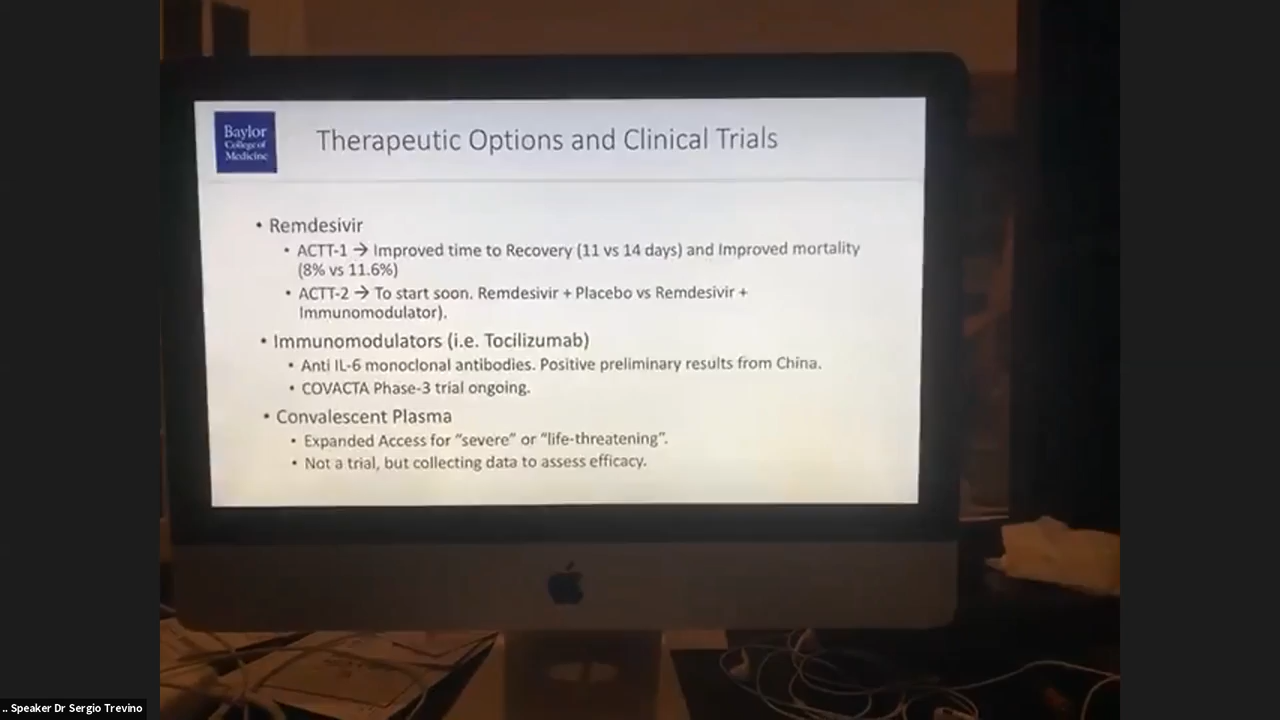 Baylor
College of
Medicine
Therapeutic Options and Clinical Trials
• Remdesivir
• ACTT-1 → Improved time to Recovery (11 vs 14 days) and Improved mortality
(8% vs 11.6%)
• ACTT-2 → To start soon. Remdesivir + Placebo vs Remdesivir +
Immunomodulator).
• Immunomodulators (i.e. Tocilizumab)
• Anti IL-6 monoclonal antibodies. Positive preliminary results from China.
• COVACTA Phase-3 trial ongoing.
• Convalescent Plasma
• Expanded Access for “severe” or “life-threatening”.
• Not a trial, but collecting data to assess efficacy.
.. Speaker Dr Sergio Trevino